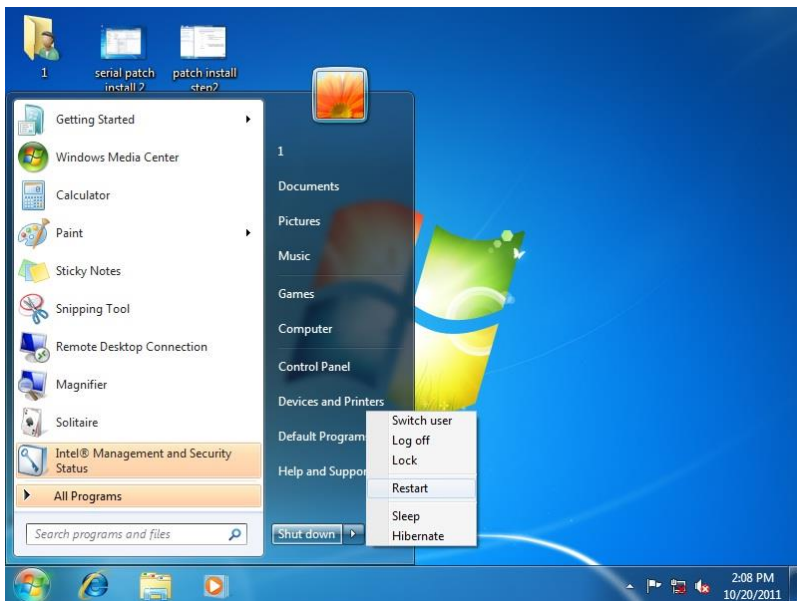 1
serial patch
install 2
patch install
step2
Getting Started
Windows Media Center
Calculator
Paint
Sticky Notes
Snipping Tool
Remote Desktop Connection
Magnifier
Solitaire
Intel® Management and Security
Status
All Programs
Search programs and files
1
Documents
Pictures
Music
Games
Computer
Control Panel
Devices and Printers
Default Program
Help and Suppor
Shut down
Switch user
Log off
Lock
Restart
Sleep
Hibernate
2:08 PM
10/20/2011